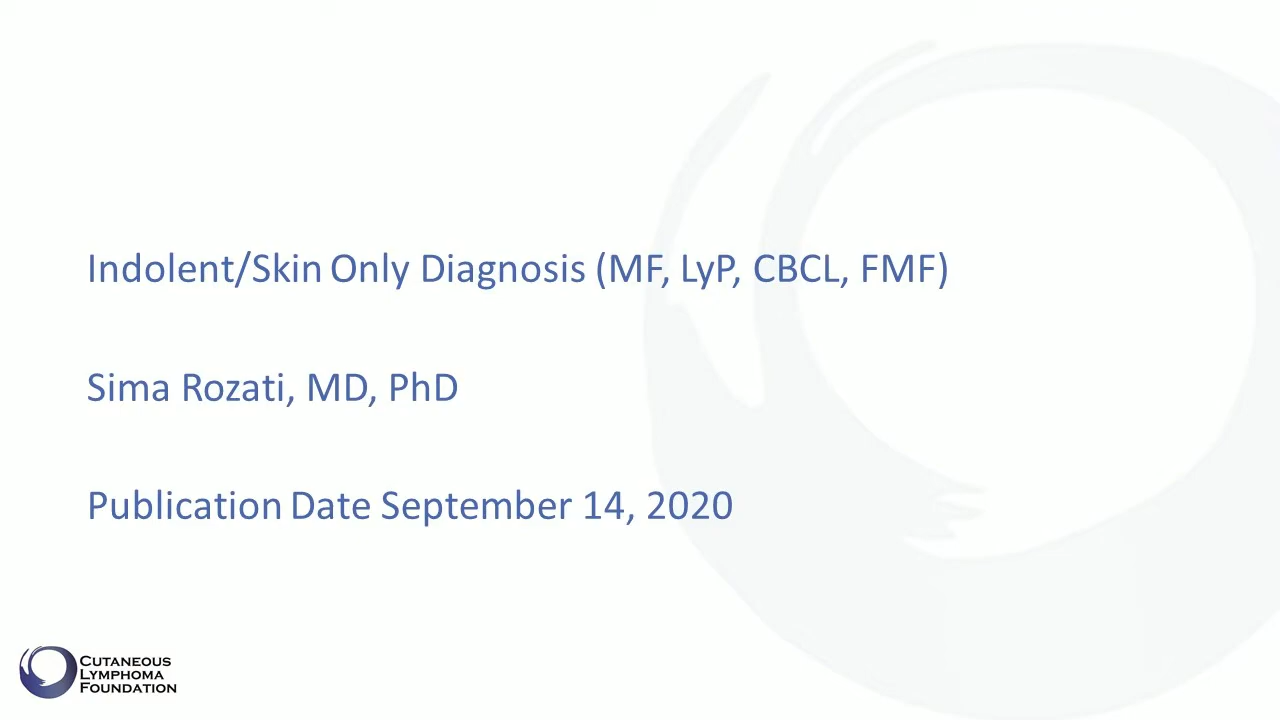 Indolent/Skin Only Diagnosis (MF, LyP, CBCL, FMF)
Sima Rozati, MD, PhD
Publication Date September 14, 2020
CUTANEOUS
LYMPHOMA
FOUNDATION